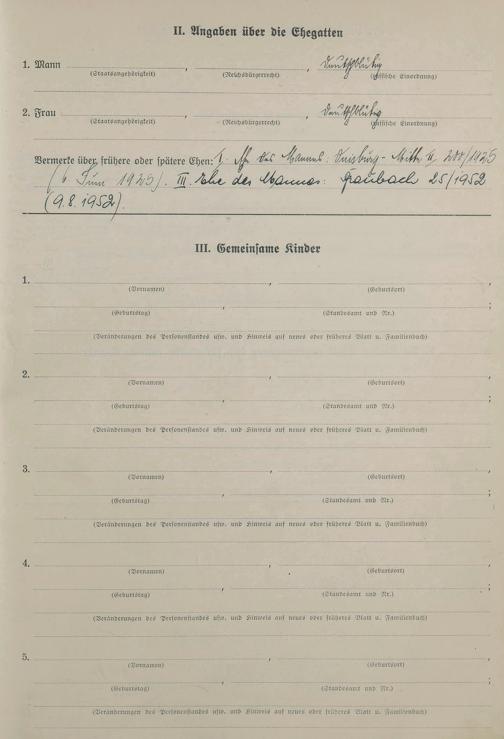 II. Angaben über die Ehegatten
1. Mann , , deutschblütig
(Staatsangehörigkeit) (Reichsbürgerrecht) (rassische Einordnung)
2. Frau , , deutschblütig
(Staatsangehörigkeit) (Reichsbürgerrecht) (rassische Einordnung)
Vermerke über frühere oder spätere Ehen: I. Ehe des Mannes: Duisburg-Mitte 200/1925
(6. Juni 1925). III. Ehe des Mannes: 25/1952
(9.8.1952).
III. Gemeinsame Kinder
1. , ,
(Vornamen) (Geburtsort)
, ;
(Geburtstag) (Standesamt und Nr.)
(Veränderungen des Personenstandes usw. und Hinweis auf neues oder früheres Blatt u. Familienbuch)
2. , ,
(Vornamen) (Geburtsort)
, ;
(Geburtstag) (Standesamt und Nr.)
(Veränderungen des Personenstandes usw. und Hinweis auf neues oder früheres Blatt u. Familienbuch)
3. , ,
(Vornamen) (Geburtsort)
, ;
(Geburtstag) (Standesamt und Nr.)
(Veränderungen des Personenstandes usw. und Hinweis auf neues oder früheres Blatt u. Familienbuch)
4. , ,
(Vornamen) (Geburtsort)
, ;
(Geburtstag) (Standesamt und Nr.)
(Veränderungen des Personenstandes usw. und Hinweis auf neues oder früheres Blatt u. Familienbuch)
5. , ,
(Vornamen) (Geburtsort)
, ;
(Geburtstag) (Standesamt und Nr.)
(Veränderungen des Personenstandes usw. und Hinweis auf neues oder früheres Blatt u. Familienbuch)